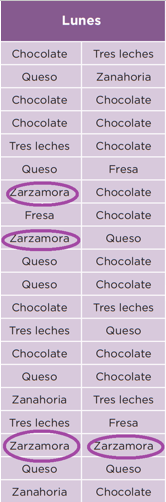 Lunes
Chocolate Tres leches
Queso Zanahoria
Chocolate Chocolate
Chocolate Chocolate
Tres leches Chocolate
Queso Fresa
Zarzamora Chocolate
Fresa Chocolate
Zarzamora Queso
Queso Chocolate
Queso Chocolate
Chocolate Tres leches
Tres leches Queso
Chocolate Chocolate
Queso Chocolate
Zanahoria Tres leches
Tres leches Fresa
Zarzamora Zarzamora
Queso Queso
Zanahoria Chocolate